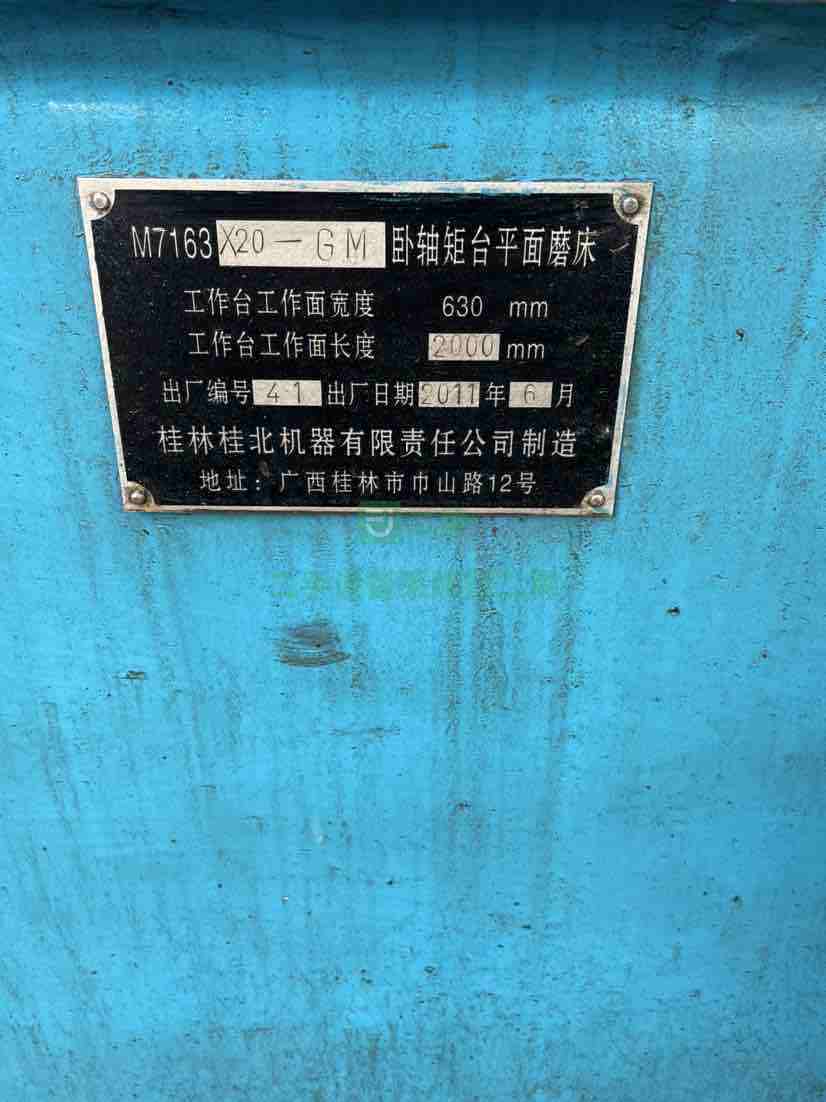 M7163X20-GM 卧轴矩台平面磨床
工作台工作面宽度 630 mm
工作台工作面长度 2000 mm
出厂编号 41 出厂日期 2011 年 6 月
桂林桂北机器有限责任公司制造
地址：广西桂林市巾山路12号